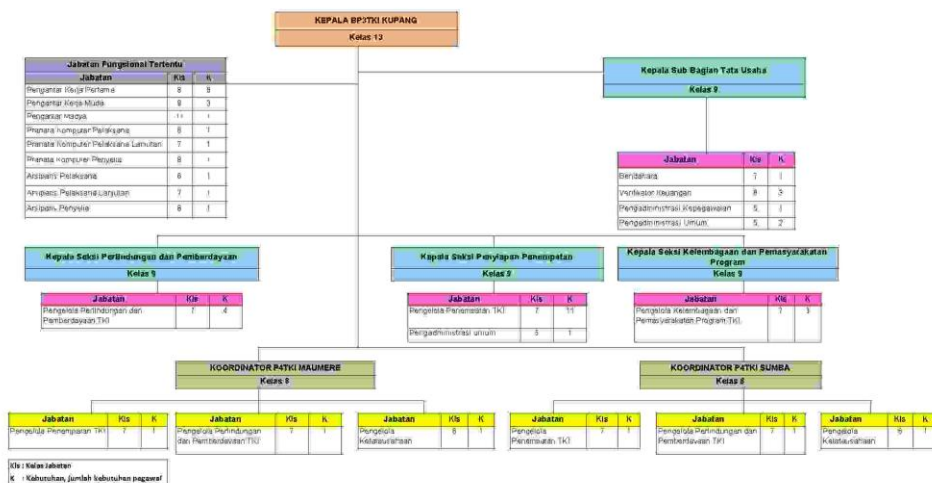 KEPALA BP3TKI KUPANG
Kelas 13
Jabatan Fungsional Tertentu
Jabatan Kls K
Pengantar Kerja Pertama 8 9
Pengantar Kerja Muda 9 3
Pengantar Madya 11 1
Pranata Komputer Pelaksana 6 1
Pranata Komputer Pelaksana Lanjutan 7 1
Pranata Komputer Penyelia 8 1
Arsiparis Pelaksana 6 1
Arsiparis Pelaksana Lanjutan 7 1
Arsiparis Penyelia 8 1
Kepala Sub Bagian Tata Usaha
Kelas 9
Jabatan Kls K
Bendahara 7 1
Verifikator Keuangan 3
Pengadministrasi Kepegawaian 5 1
Pengadministrasi Umum 5 2
Kepala Seksi Perlindungan dan Pemberdayaan
Kelas 9
Jabatan Kls K
Pengelola Perlindungan dan 7 4
Pemberdayaan TKI
Kepala Seksi Penyiapan Penempatan
Kelas 9
Jabatan Kls K
Pengelola Penempatan TKI 7 11
Pengadministrasi umum 5 1
Kepala Seksi Kelembagaan dan Pemasyarakatan
Program
Kelas 9
Jabatan Kls K
Pengelola Kelembagaan dan 7 3
Pemasyarakatan Program TKI
KOORDINATOR P4TKI MAUMERE
Kelas 8
Jabatan Kls K
Pengelola Penempatan TKI 7 1
Jabatan Kls K
Pengelola Perlindungan 7 1
dan Pemberdayaan TKI
Jabatan Kls K
Pengelola 6 1
Ketatausahaan
KOORDINATOR P4TKI SUMBA
Kelas 8
Jabatan Kls K
Pengelola 7 1
Penempatan TKI
Jabatan Kls K
Pengelola Perlindungan dan 7 1
Pemberdayaan TKI
Jabatan Kls K
Pengelola 6 1
Ketatausahaan
Kls : Kelas Jabatan
K : Kebutuhan, jumlah kebutuhan pegawai